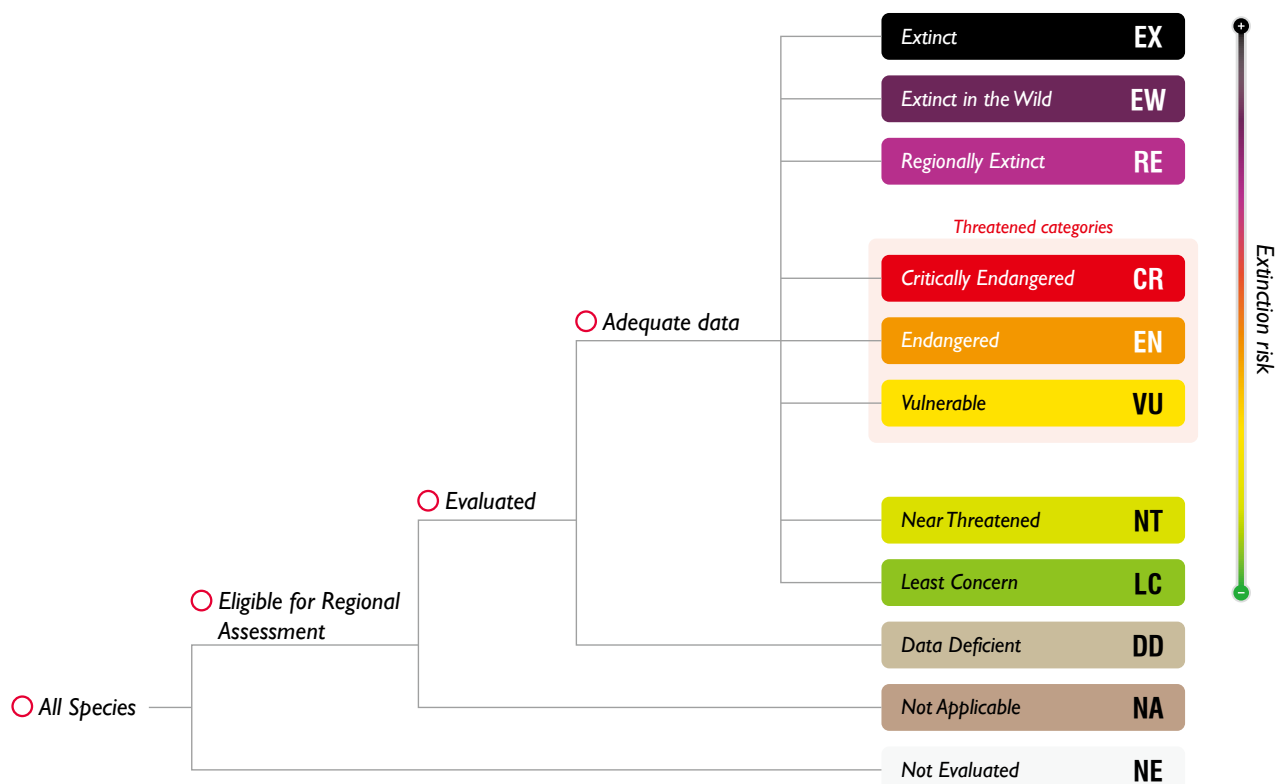 Extinct EX
Extinct in the Wild EW
Regionally Extinct RE
Threatened categories
Critically Endangered CR
Endangered EN
Vulnerable VU
Near Threatened NT
Least Concern LC
Data Deficient DD
Not Applicable NA
Not Evaluated NE
Adequate data
Evaluated
Eligible for Regional
Assessment
All Species
+
Extinction risk
−